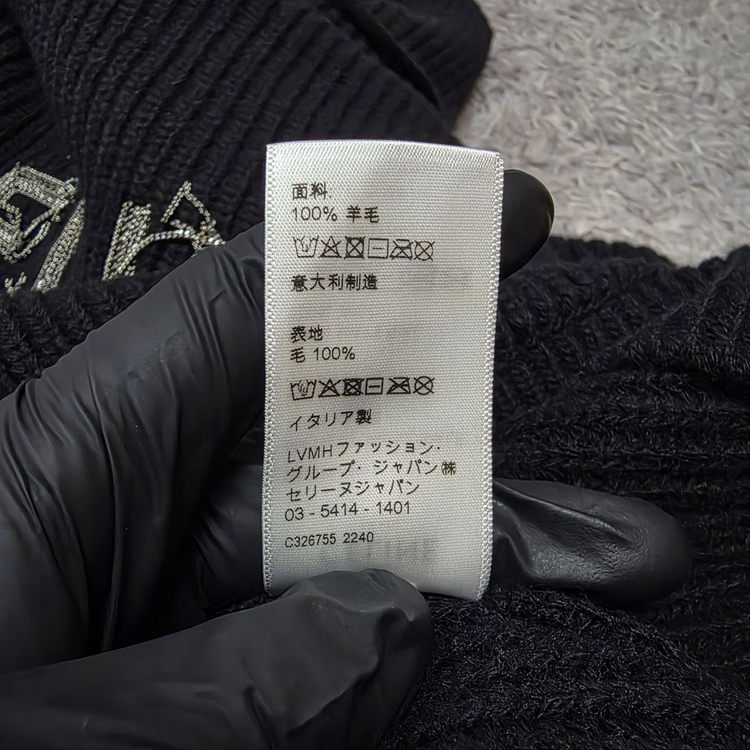 面料:
100% 羊毛
意大利制造
表地
毛 100%
イタリア製
LVMHファッション･
グループ･ジャパン㈱
セリーヌジャパン
03 - 5414 - 1401
C326755 2240